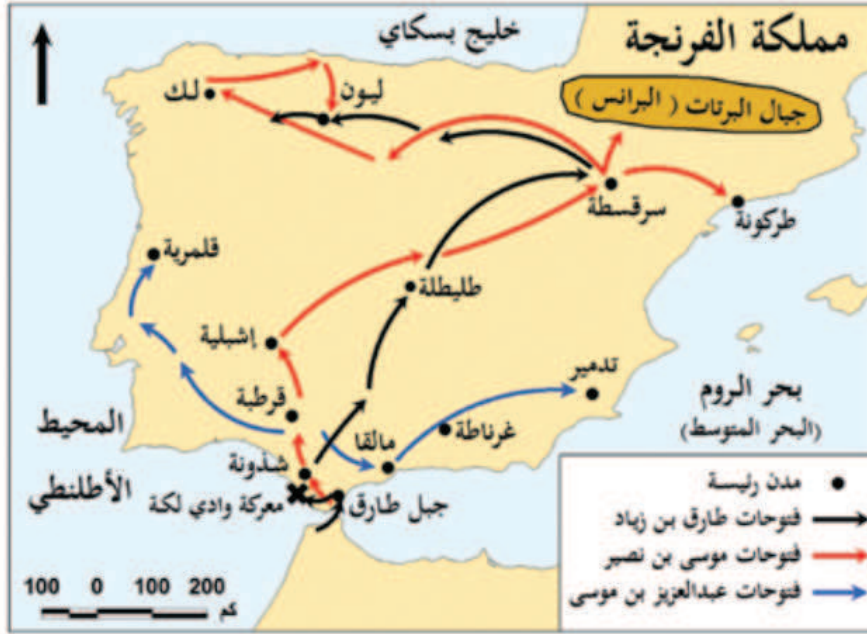 خليج بسكاي
مملكة الفرنجة
جبال البرتات ( البرانس )
لك
ليون
سرقسطة
طركونة
قلمرية
طليطلة
إشبيلية
تدمير
قرطبة
غرناطة
مالقا
بحر الروم
(البحر المتوسط)
المحيط
الأطلنطي
شذونة
معركة وادي لكة
جبل طارق
مدن رئيسة
فتوحات طارق بن زياد
فتوحات موسى بن نصير
فتوحات عبدالعزيز بن موسى
100 0 100 200
كم